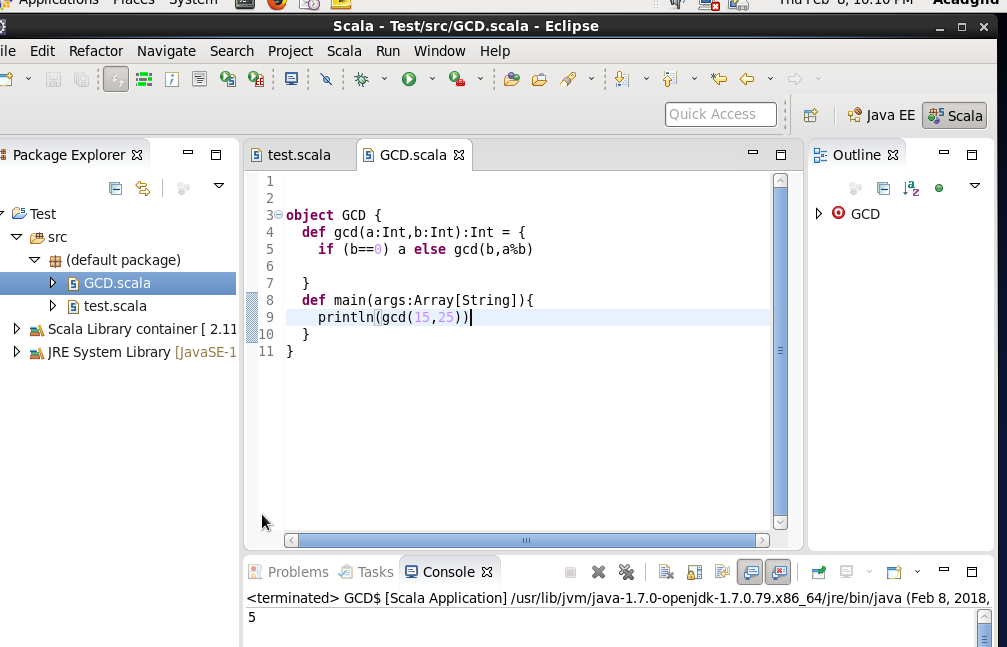 Applications Places System
Scala - Test/src/GCD.scala - Eclipse
ile Edit Refactor Navigate Search Project Scala Run Window Help
Quick Access
Java EE
Scala
Package Explorer
Test
src
(default package)
GCD.scala
test.scala
Scala Library container [ 2.11
JRE System Library [JavaSE-1
test.scala GCD.scala
1
2
3 object GCD {
4 def gcd(a:Int,b:Int):Int = {
5 if (b==0) a else gcd(b,a%b)
6
7 }
8 def main(args:Array[String]){
9 println(gcd(15,25))
10 }
11 }
Outline
GCD
Problems Tasks Console
<terminated> GCD$ [Scala Application] /usr/lib/jvm/java-1.7.0-openjdk-1.7.0.79.x86_64/jre/bin/java (Feb 8, 2018,
5